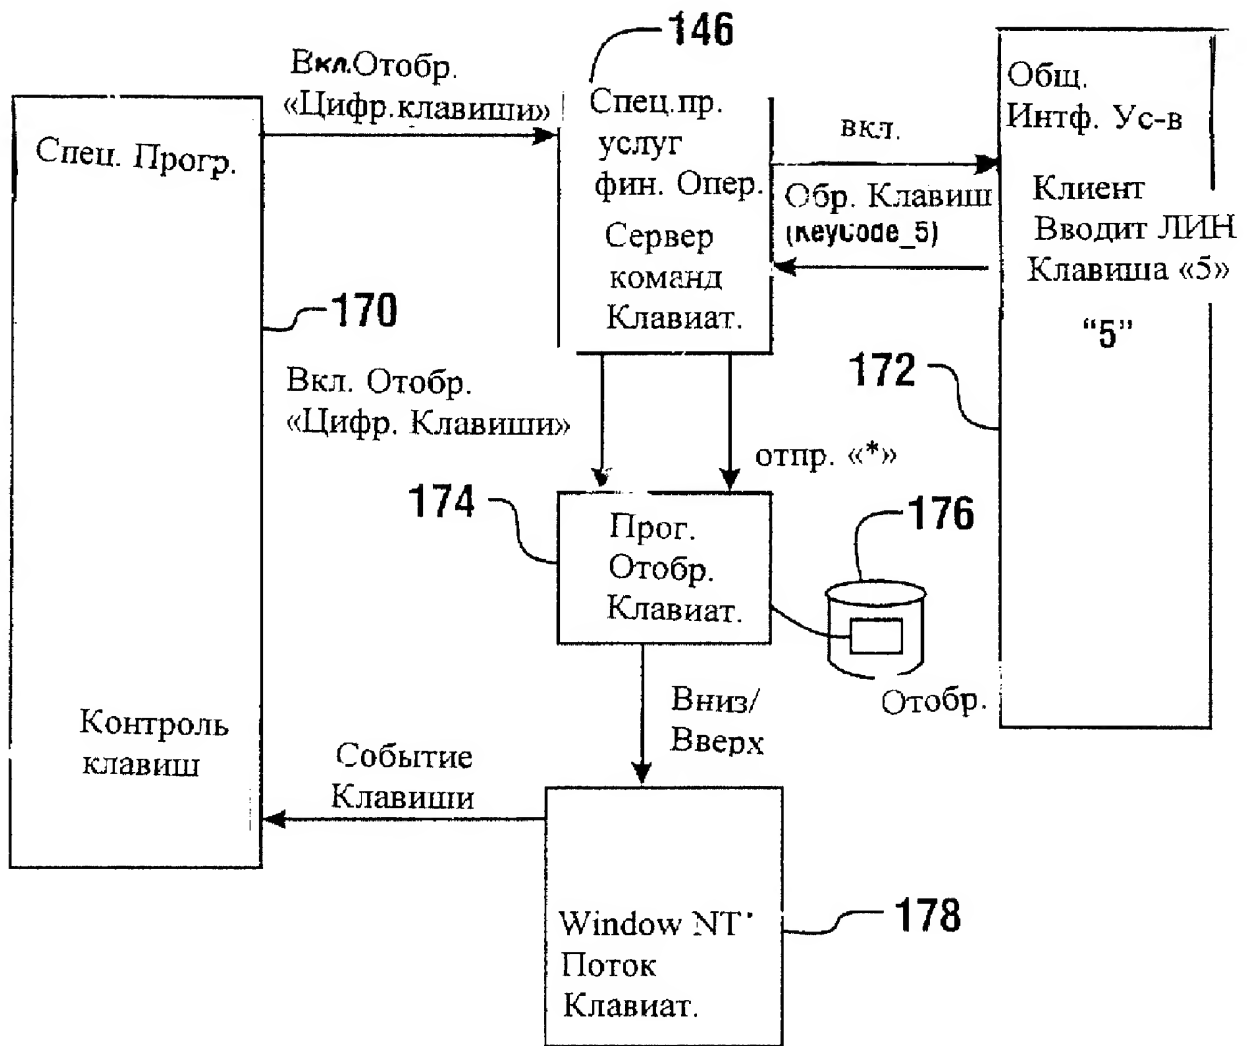 146
Вкл.Отобр.
«Цифр.клавиши»
Спец. Прогр.
Спец.пр.
услуг
фин. Опер.
Сервер
команд
Клавиат.
вкл.
Обр. Клавиш
(KeyCode_5)
Общ.
Интф. Ус-в
Клиент
Вводит ЛИН
Клавиша «5»
“5”
170
172
Вкл. Отобр.
«Цифр. Клавиши»
отпр. «*»
174
Прог.
Отобр.
Клавиат.
176
Отобр.
Вниз/
Вверх
Контроль
клавиш
Событие
Клавиши
Window NT'
Поток
Клавиат.
178